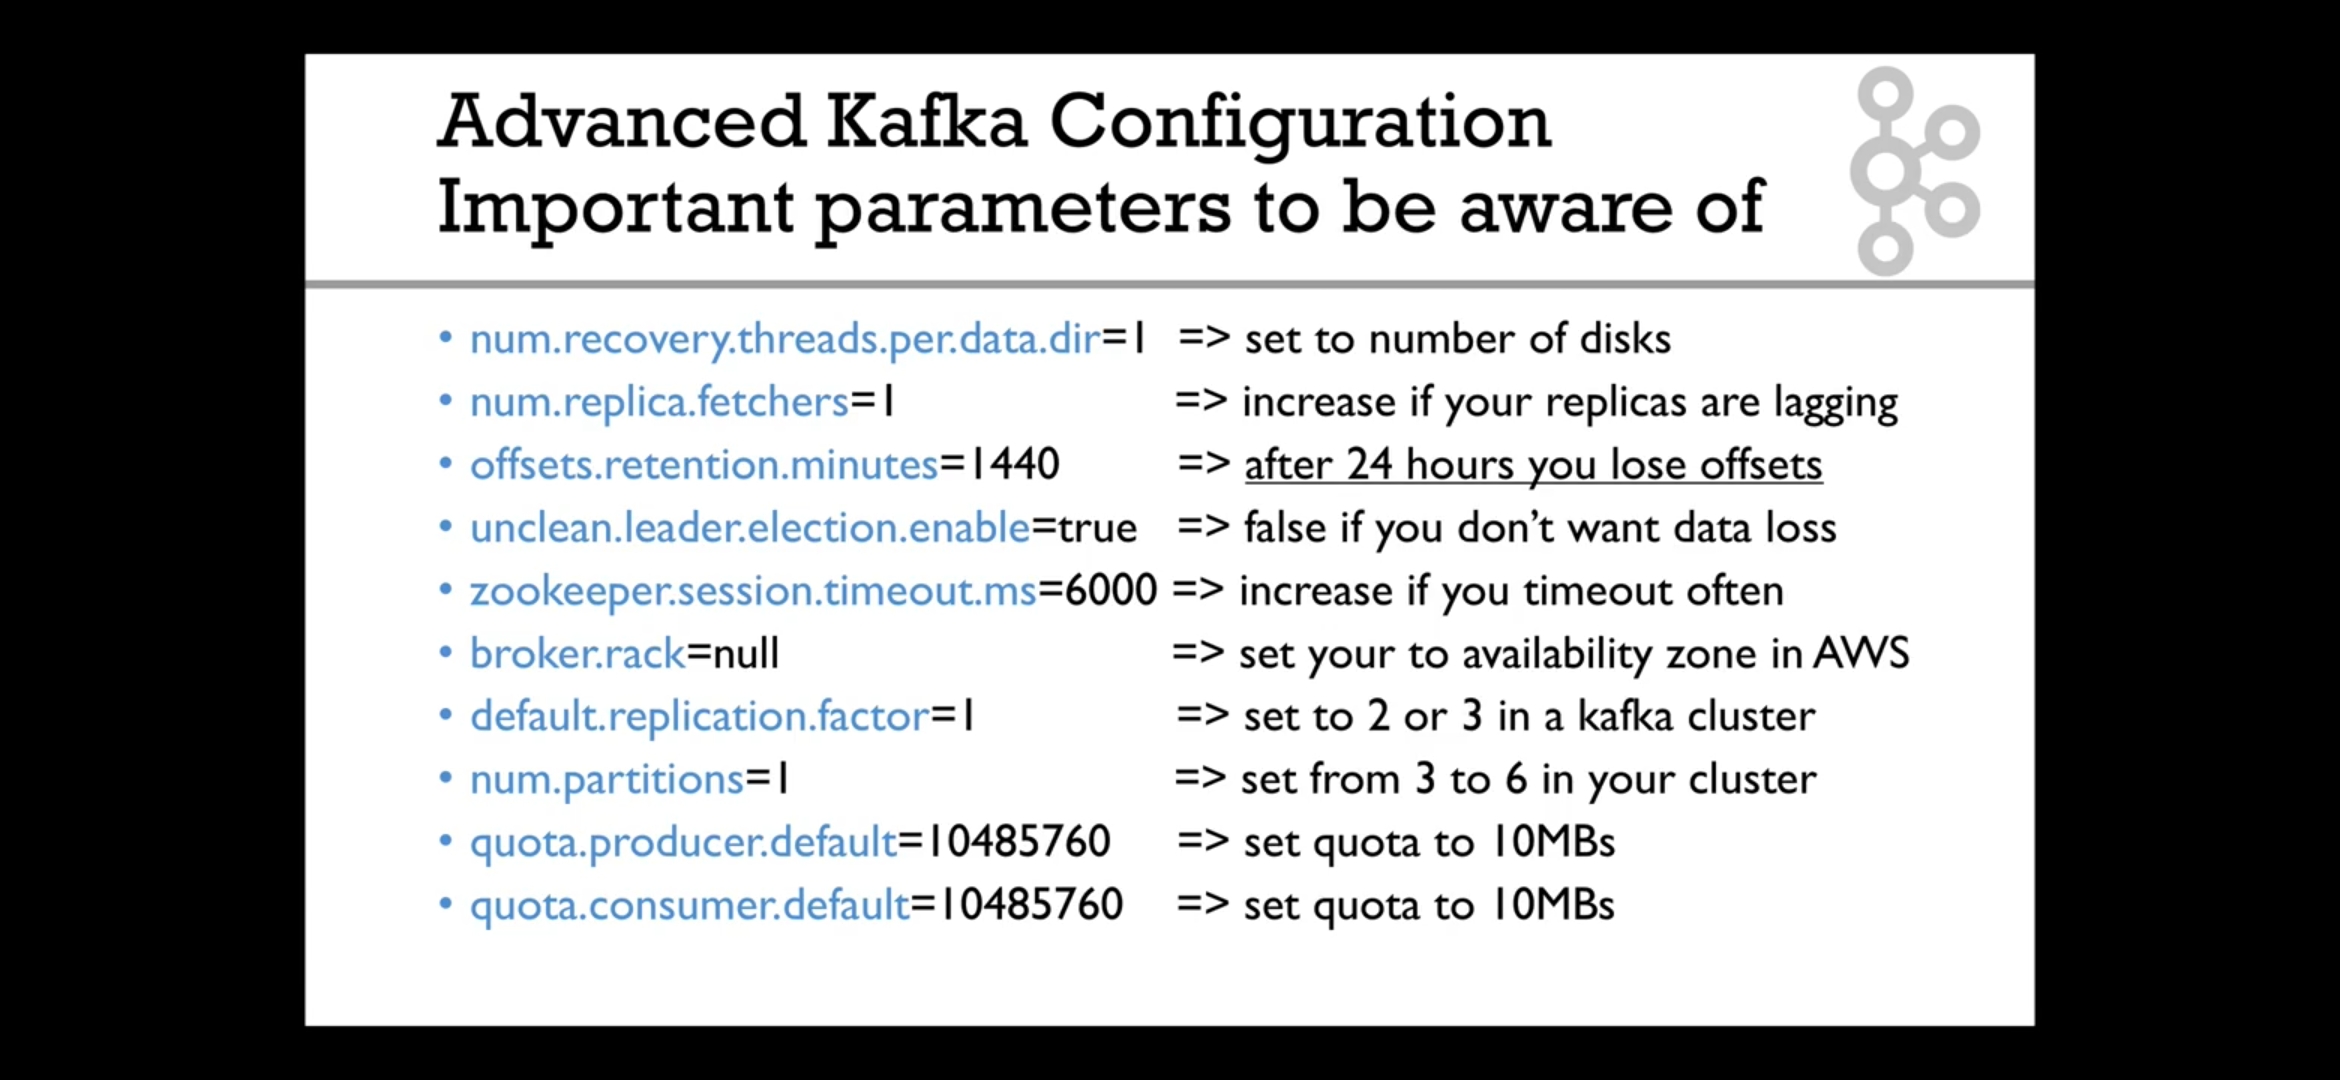 Advanced Kafka Configuration
Important parameters to be aware of
• num.recovery.threads.per.data.dir=1 => set to number of disks
• num.replica.fetchers=1 => increase if your replicas are lagging
• offsets.retention.minutes=1440 => after 24 hours you lose offsets
• unclean.leader.election.enable=true => false if you don't want data loss
• zookeeper.session.timeout.ms=6000 => increase if you timeout often
• broker.rack=null => set your to availability zone in AWS
• default.replication.factor=1 => set to 2 or 3 in a kafka cluster
• num.partitions=1 => set from 3 to 6 in your cluster
• quota.producer.default=10485760 => set quota to 10MBs
• quota.consumer.default=10485760 => set quota to 10MBs